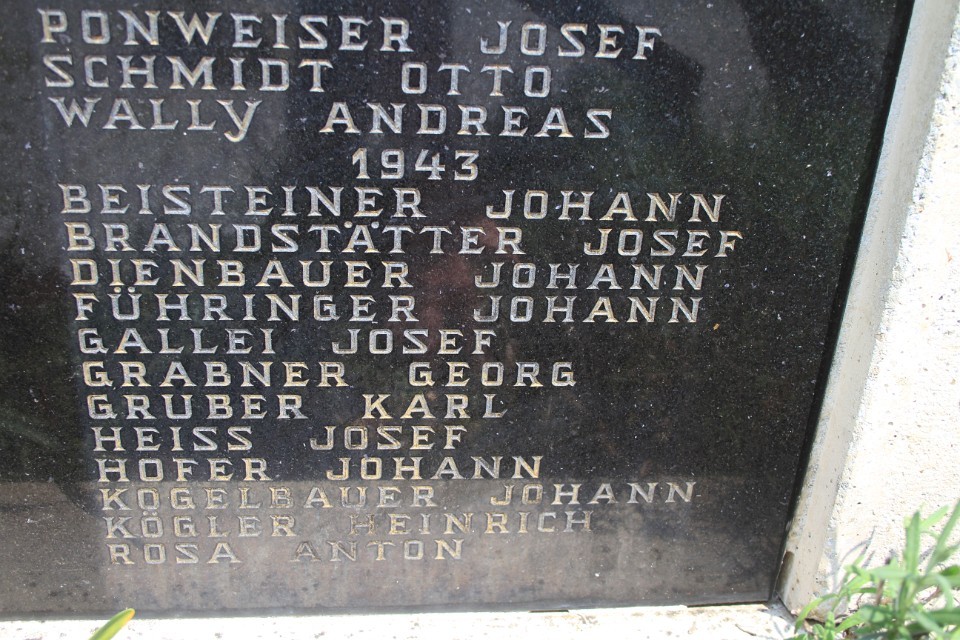 PONWEISER JOSEF
SCHMIDT OTTO
WALLY ANDREAS
1943
BEISTEINER JOHANN
BRANDSTÄTTER JOSEF
DIENBAUER JOHANN
FÜHRINGER JOHANN
GALLEI JOSEF
GRABNER GEORG
GRUBER KARL
HEISS JOSEF
HOFER JOHANN
KOGELBAUER JOHANN
KÖGLER HEINRICH
ROSA ANTON